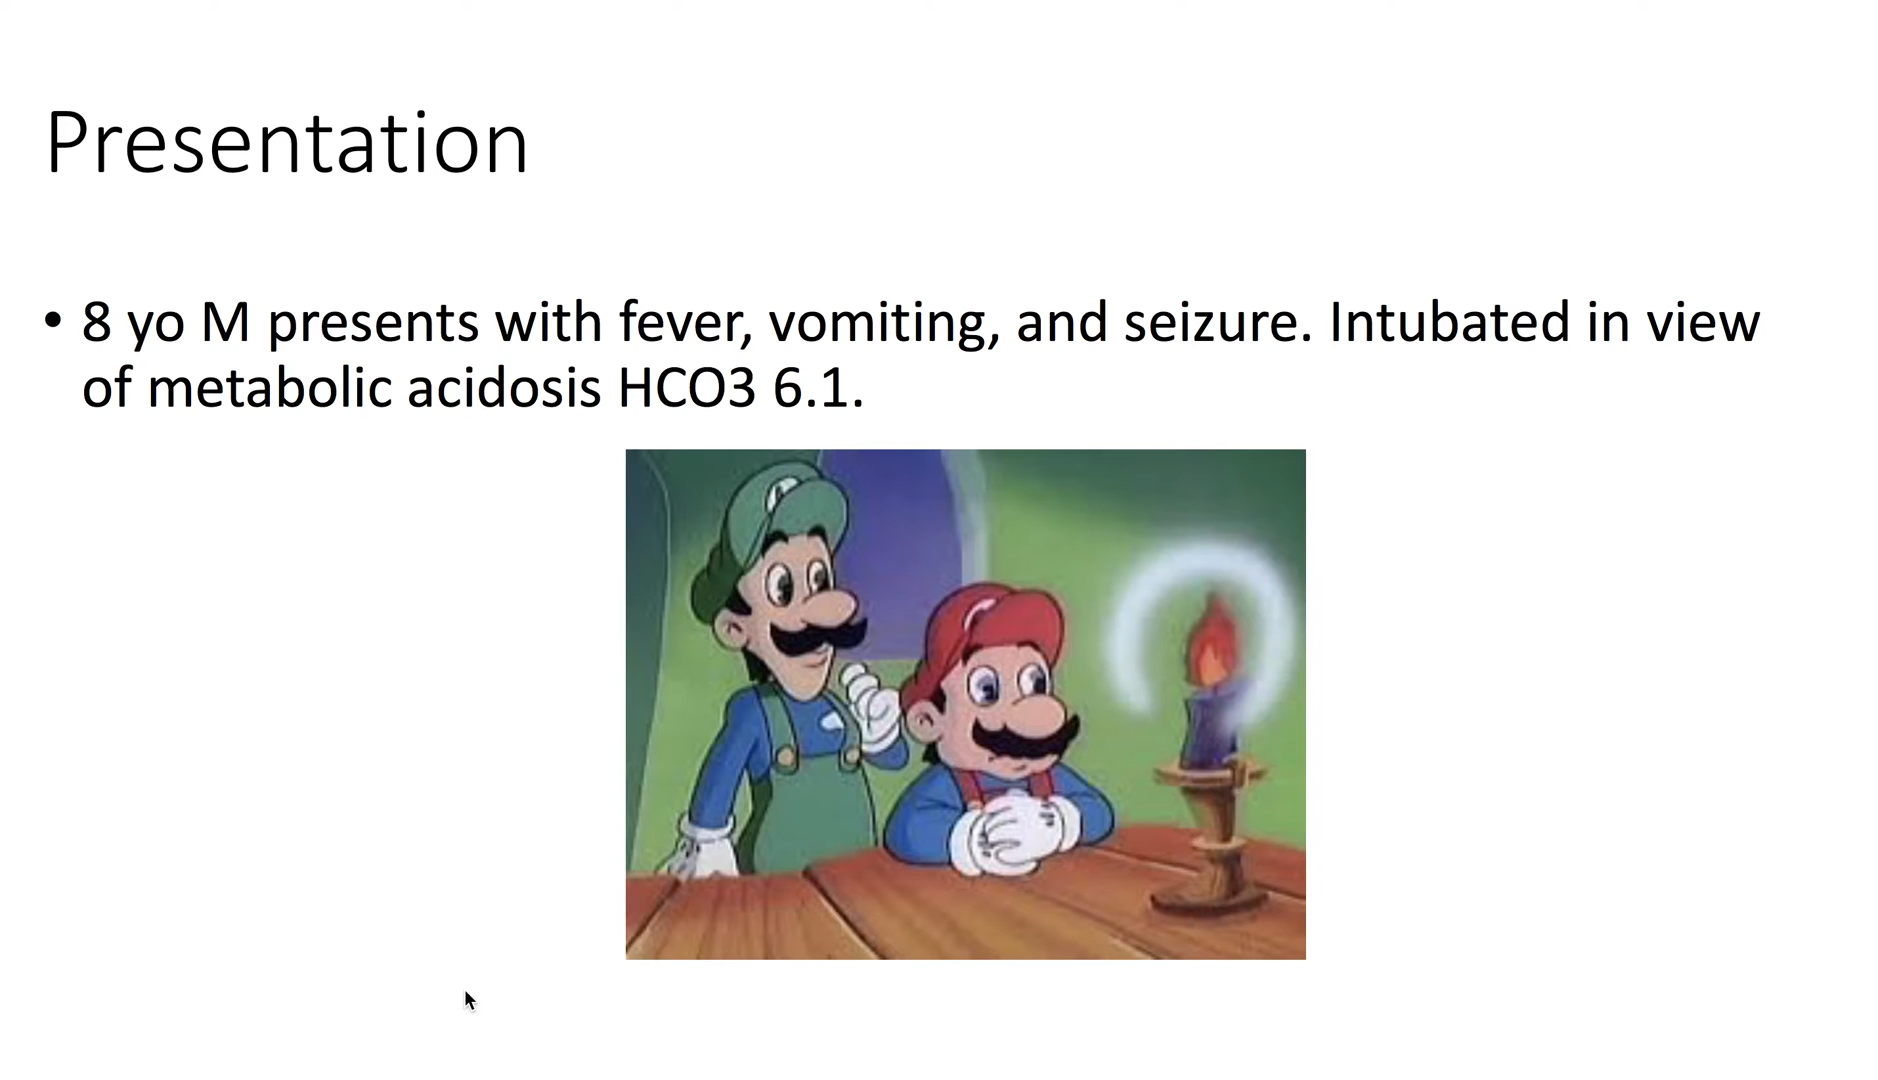 Presentation
• 8 yo M presents with fever, vomiting, and seizure. Intubated in view
of metabolic acidosis HCO3 6.1.